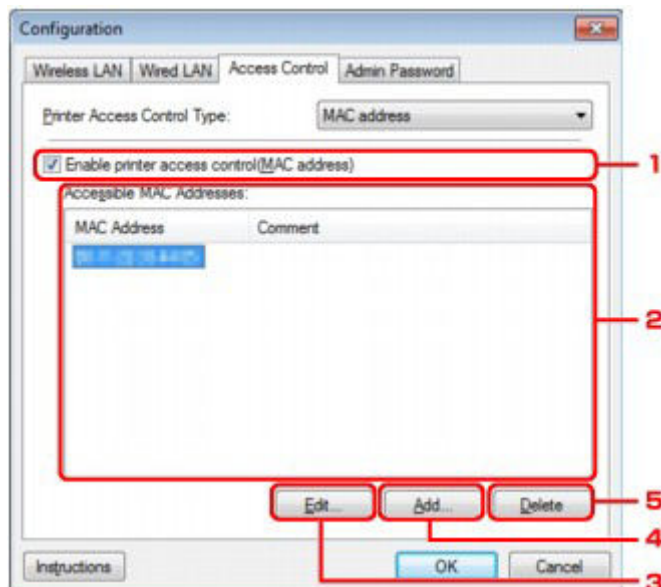 Configuration
Wireless LAN Wired LAN Access Control Admin Password
Printer Access Control Type: MAC address
Enable printer access control(MAC address) 1
Accessible MAC Addresses:
MAC Address Comment
2
Edit... Add... Delete 5
4
Instructions OK Cancel
3